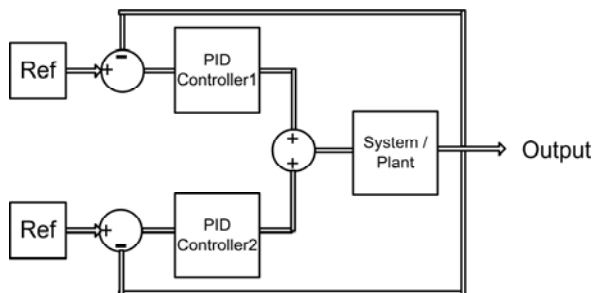 PID
Controller1
Ref
+
−
+
+
System /
Plant
Output
PID
Controller2
Ref
+
−